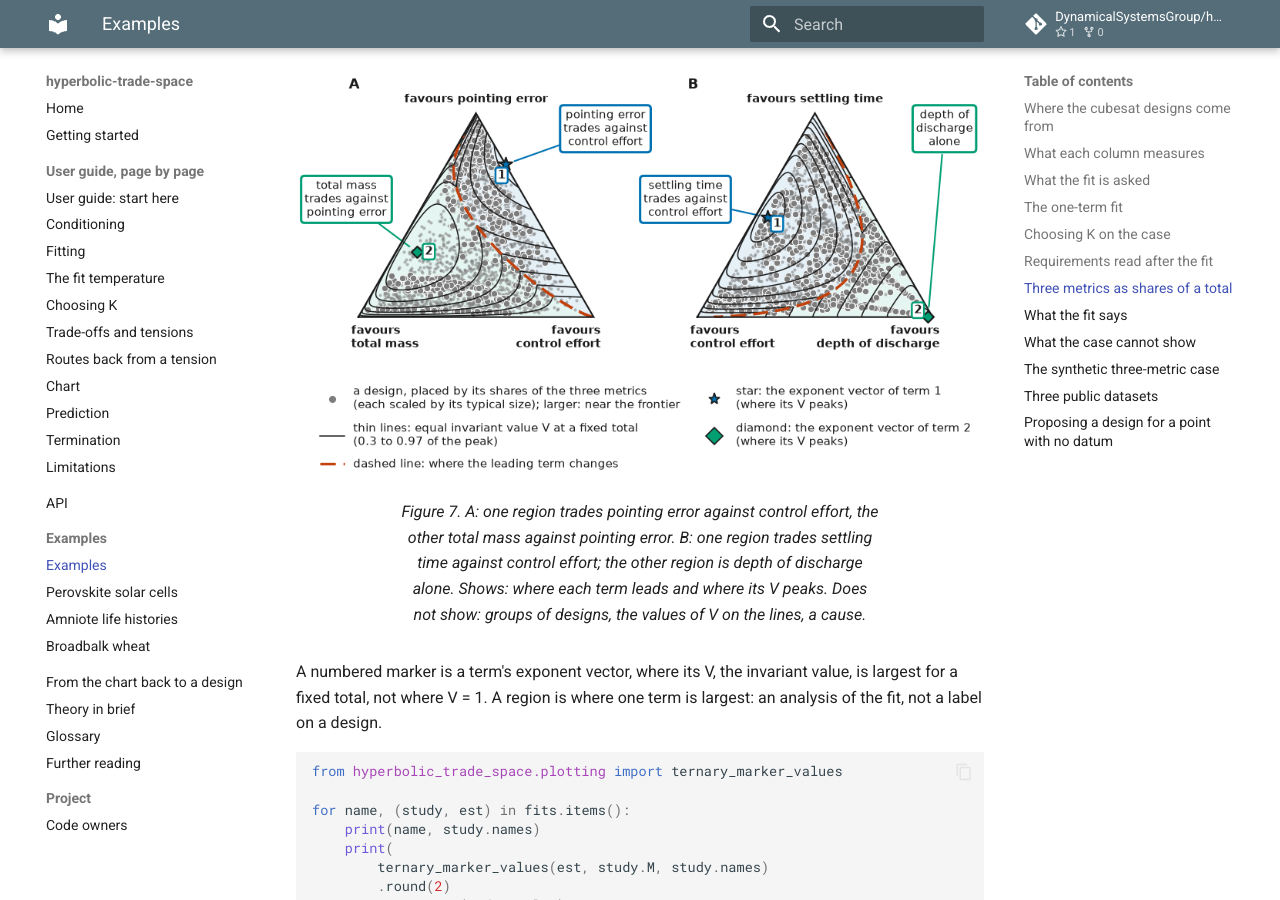 Examples
Search
DynamicalSystemsGroup/h...
1 0
hyperbolic-trade-space
Home
Getting started
User guide, page by page
User guide: start here
Conditioning
Fitting
The fit temperature
Choosing K
Trade-offs and tensions
Routes back from a tension
Chart
Prediction
Termination
Limitations
API
Examples
Examples
Perovskite solar cells
Amniote life histories
Broadbalk wheat
From the chart back to a design
Theory in brief
Glossary
Further reading
Project
Code owners
A
favours pointing error
pointing error
trades against
control effort
total mass
trades against
pointing error
1
2
favours
total mass
favours
control effort
B
favours settling time
depth of
discharge
alone
settling time
trades against
control effort
1
2
favours
control effort
favours
depth of discharge
a design, placed by its shares of the three metrics
(each scaled by its typical size); larger: near the frontier
thin lines: equal invariant value V at a fixed total
(0.3 to 0.97 of the peak)
dashed line: where the leading term changes
star: the exponent vector of term 1
(where its V peaks)
diamond: the exponent vector of term 2
(where its V peaks)
Figure 7. A: one region trades pointing error against control effort, the
other total mass against pointing error. B: one region trades settling
time against control effort; the other region is depth of discharge
alone. Shows: where each term leads and where its V peaks. Does
not show: groups of designs, the values of V on the lines, a cause.
A numbered marker is a term's exponent vector, where its V, the invariant value, is largest for a
fixed total, not where V = 1. A region is where one term is largest: an analysis of the fit, not a label
on a design.
from hyperbolic_trade_space.plotting import ternary_marker_values
for name, (study, est) in fits.items():
    print(name, study.names)
    print(
        ternary_marker_values(est, study.M, study.names)
        .round(2)
Table of contents
Where the cubesat designs come
from
What each column measures
What the fit is asked
The one-term fit
Choosing K on the case
Requirements read after the fit
Three metrics as shares of a total
What the fit says
What the case cannot show
The synthetic three-metric case
Three public datasets
Proposing a design for a point
with no datum